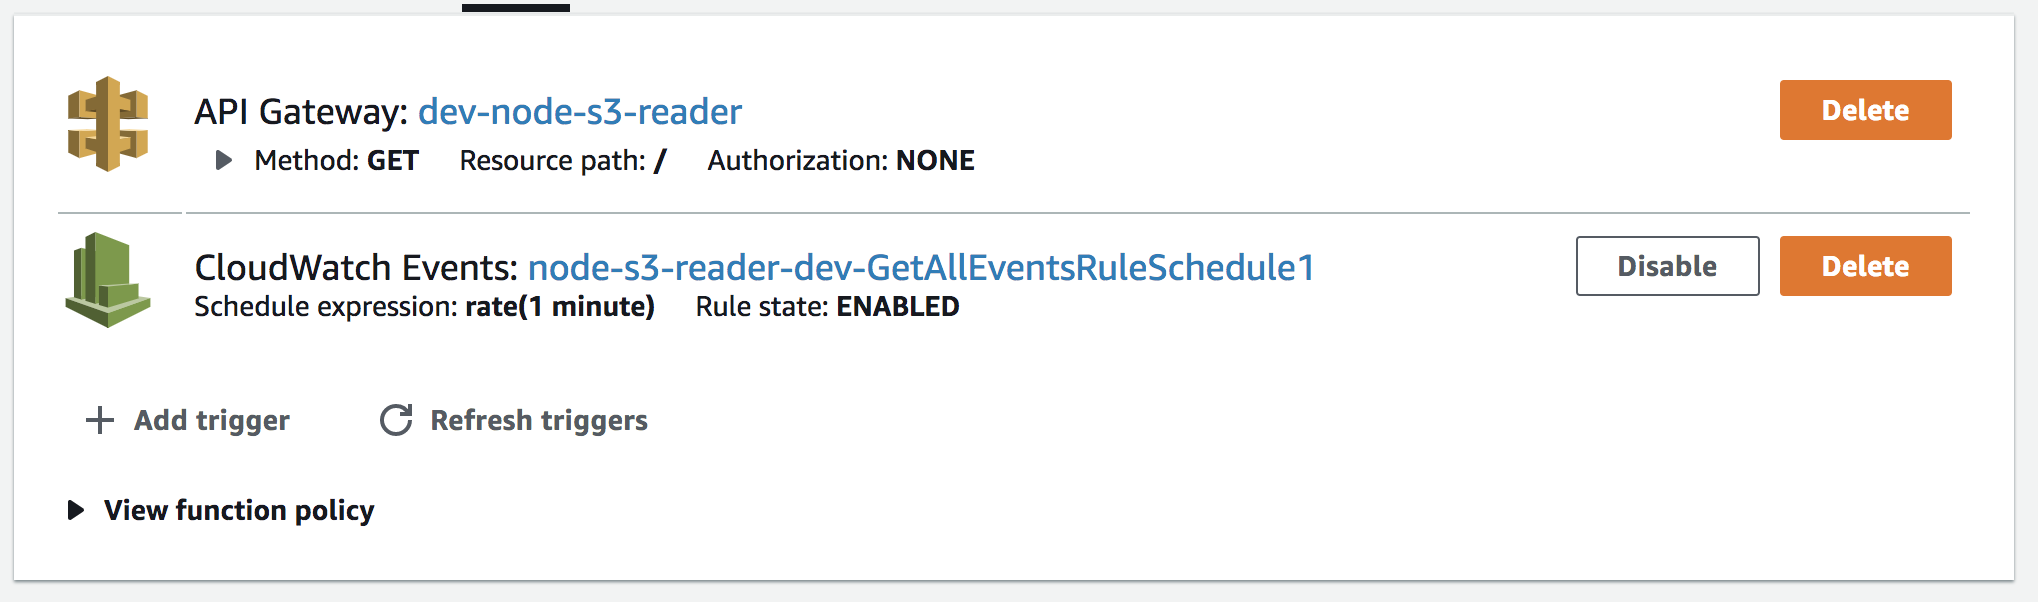 API Gateway: dev-node-s3-reader
Delete
Method: GET Resource path: / Authorization: NONE
CloudWatch Events: node-s3-reader-dev-GetAllEventsRuleSchedule1
Disable
Delete
Schedule expression: rate(1 minute) Rule state: ENABLED
Add trigger
Refresh triggers
View function policy